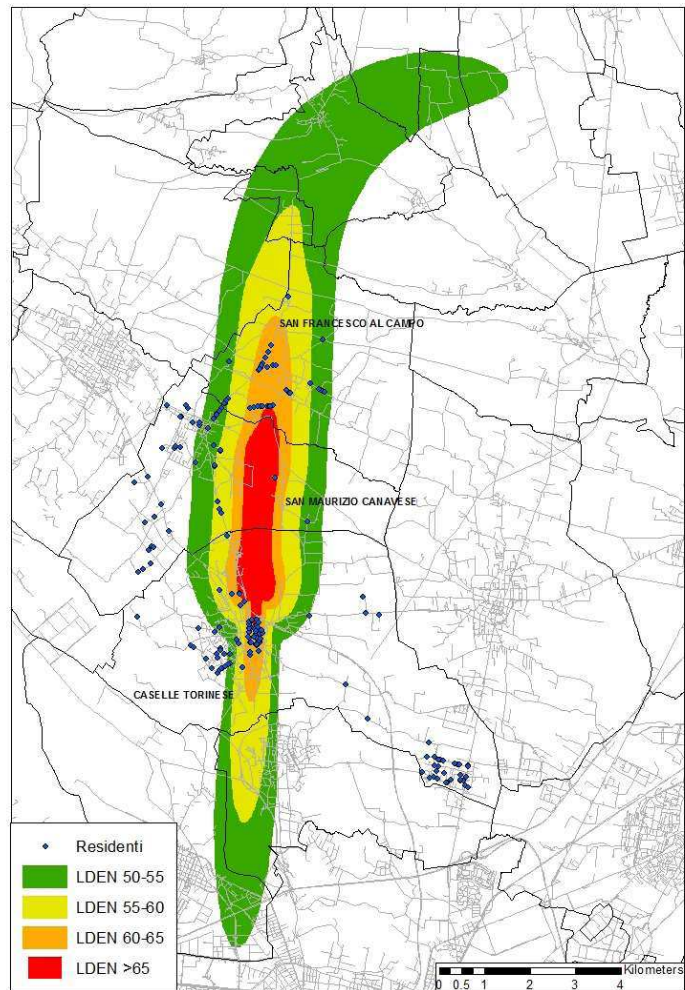 SAN FRANCESCO AL CAMPO
SAN MAURIZIO CANAVESE
CASELLE TORINESE
Residenti
LDEN 50-55
LDEN 55-60
LDEN 60-65
LDEN >65
Kilometers
0 0.5 1 2 3 4